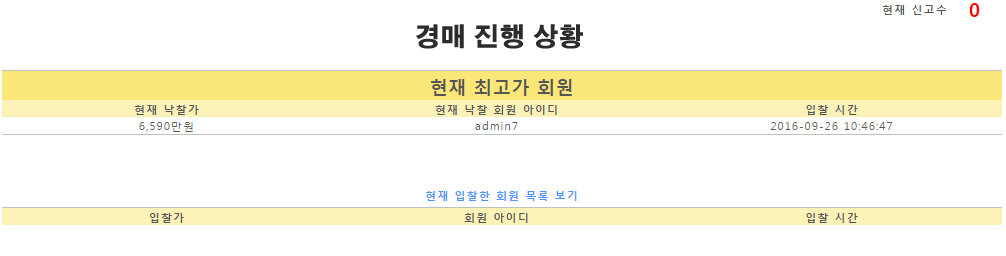 현재 신고수 0
경매 진행 상황
현재 최고가 회원
현재 낙찰가 현재 낙찰 회원 아이디 입찰 시간
6,590만원 admin7 2016-09-26 10:46:47
현재 입찰한 회원 목록 보기
입찰가 회원 아이디 입찰 시간